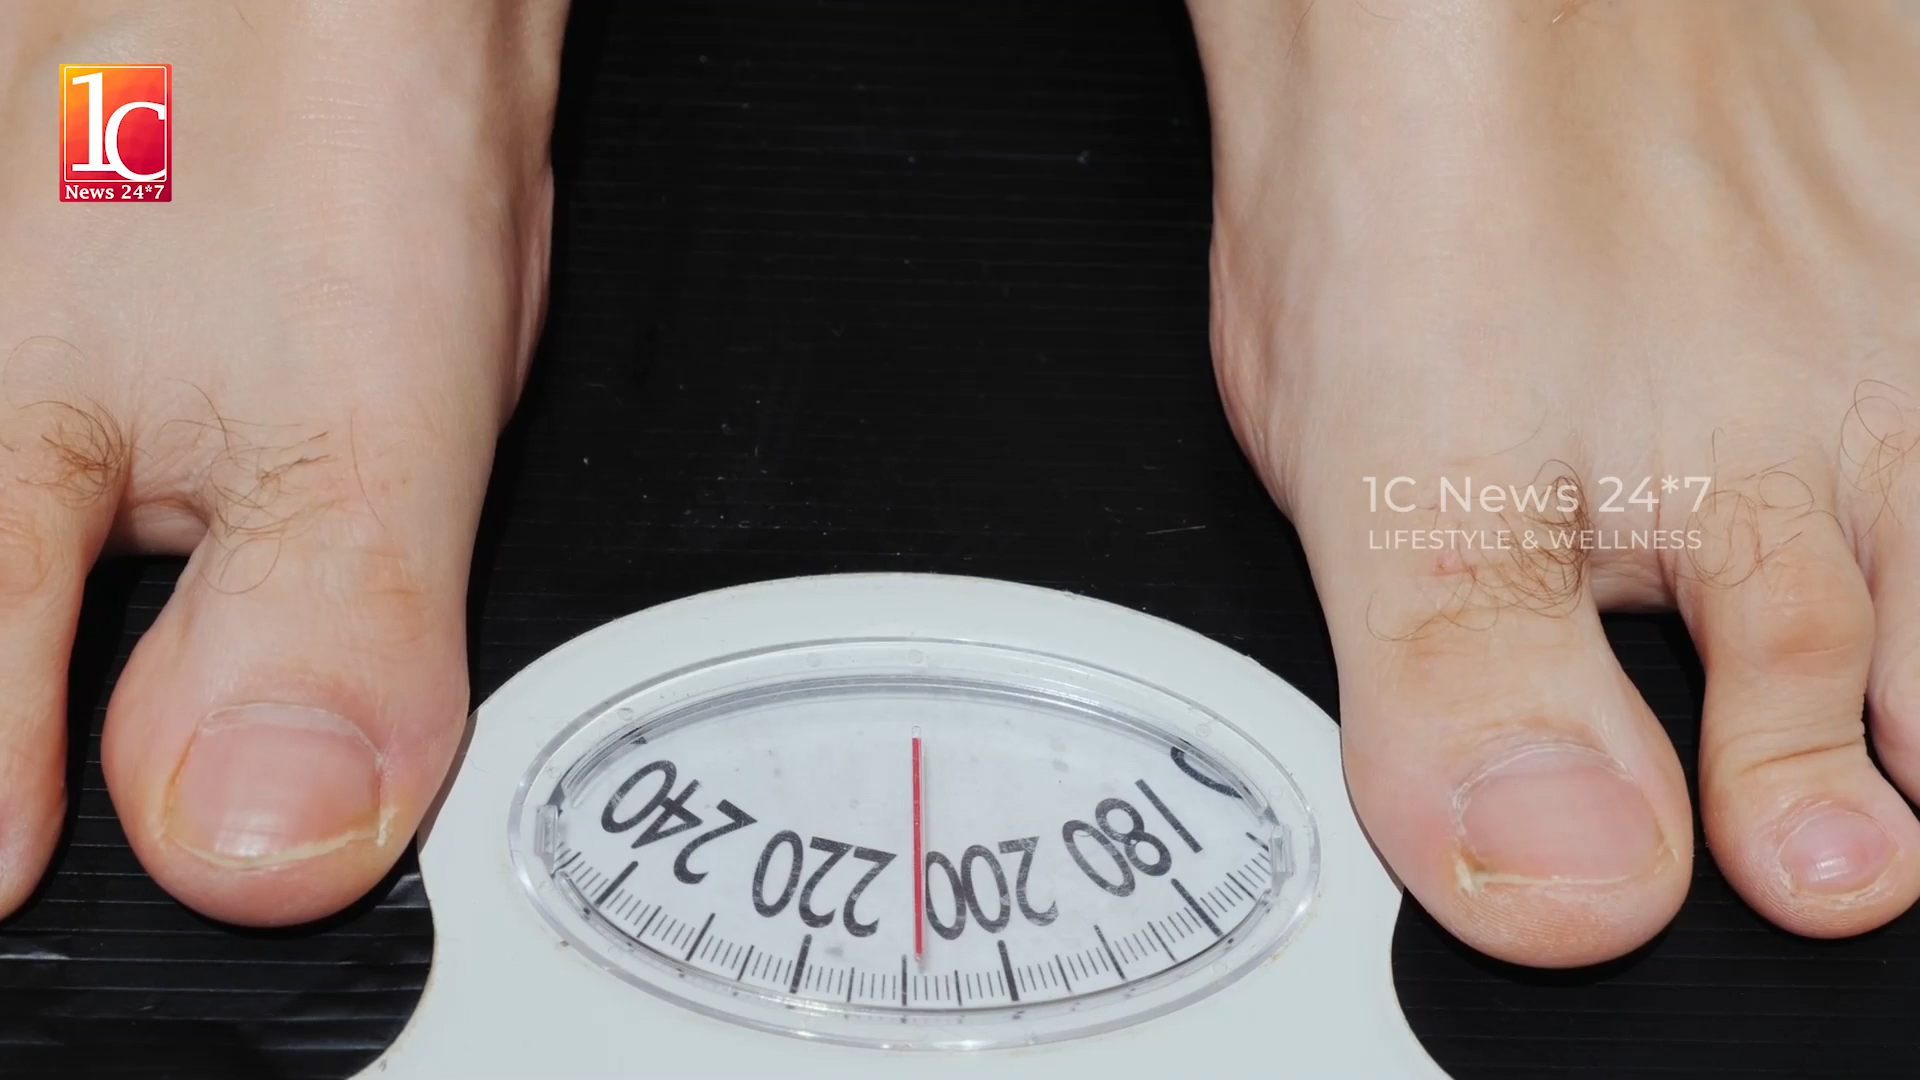 1C
News 24*7
1C News 24*7
LIFESTYLE & WELLNESS
240 220 200 180